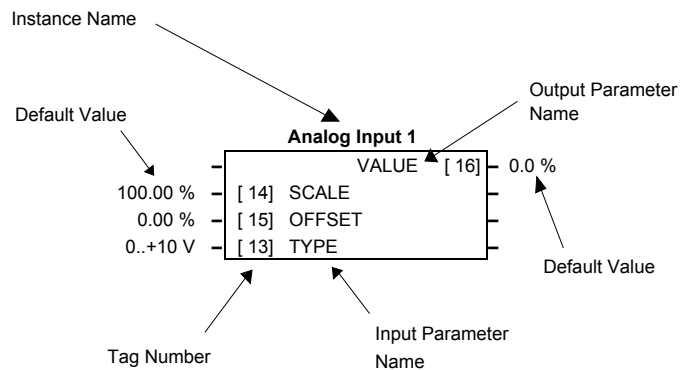 Instance Name
Output Parameter
Name
Default Value
Analog Input 1
VALUE [ 16] 0.0 %
100.00 % [ 14] SCALE
0.00 % [ 15] OFFSET
0..+10 V [ 13] TYPE
Default Value
Input Parameter
Name
Tag Number